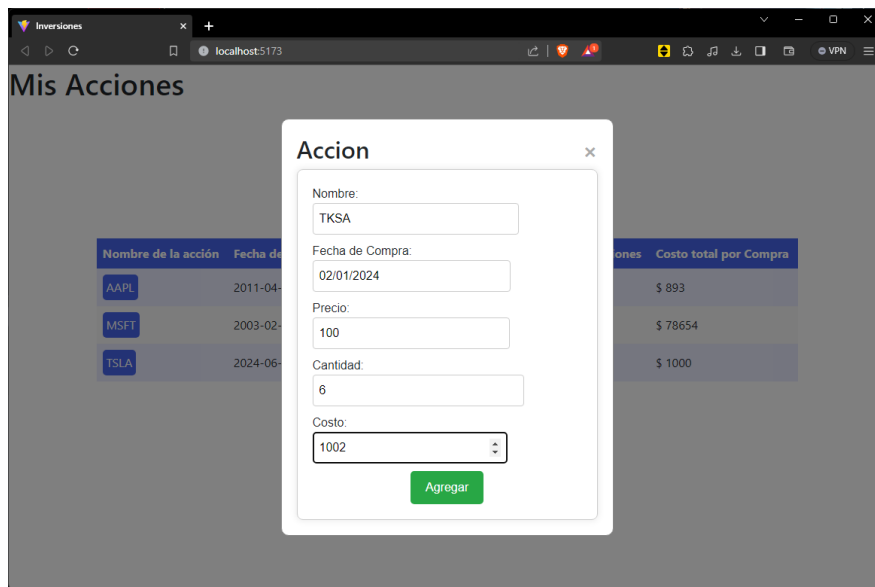 Inversiones
localhost:5173
1
VPN
Mis Acciones
Accion
Nombre:
TKSA
Fecha de Compra:
02/01/2024
Precio:
100
Cantidad:
6
Costo:
1002
Agregar
Nombre de la acción Fecha de ones Costo total por Compra
AAPL 2011-04- $ 893
MSFT 2003-02- $ 78654
TSLA 2024-06- $ 1000